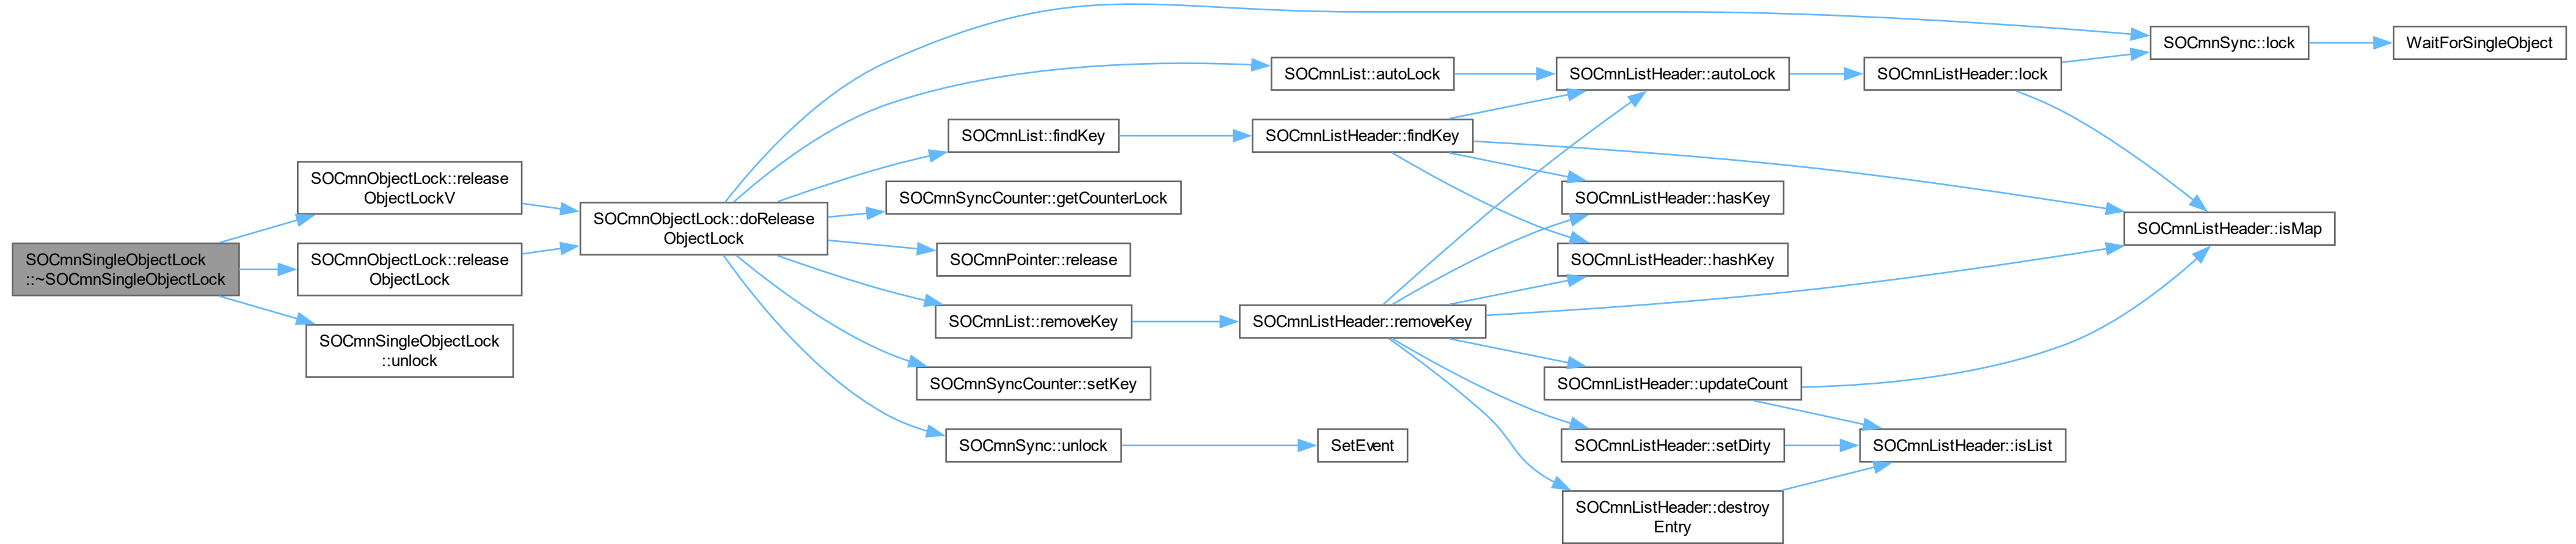 SOCmnSingleObjectLock
::~SOCmnSingleObjectLock
SOCmnObjectLock::release
ObjectLockV
SOCmnObjectLock::release
ObjectLock
SOCmnSingleObjectLock
::unlock
SOCmnObjectLock::doRelease
ObjectLock
SOCmnList::autoLock
SOCmnList::findKey
SOCmnSyncCounter::getCounterLock
SOCmnPointer::release
SOCmnList::removeKey
SOCmnSyncCounter::setKey
SOCmnSync::unlock
SOCmnListHeader::findKey
SOCmnListHeader::removeKey
SetEvent
SOCmnListHeader::autoLock
SOCmnListHeader::hasKey
SOCmnListHeader::hashKey
SOCmnListHeader::updateCount
SOCmnListHeader::setDirty
SOCmnListHeader::destroy
Entry
SOCmnListHeader::lock
SOCmnListHeader::isList
SOCmnSync::lock
SOCmnListHeader::isMap
WaitForSingleObject